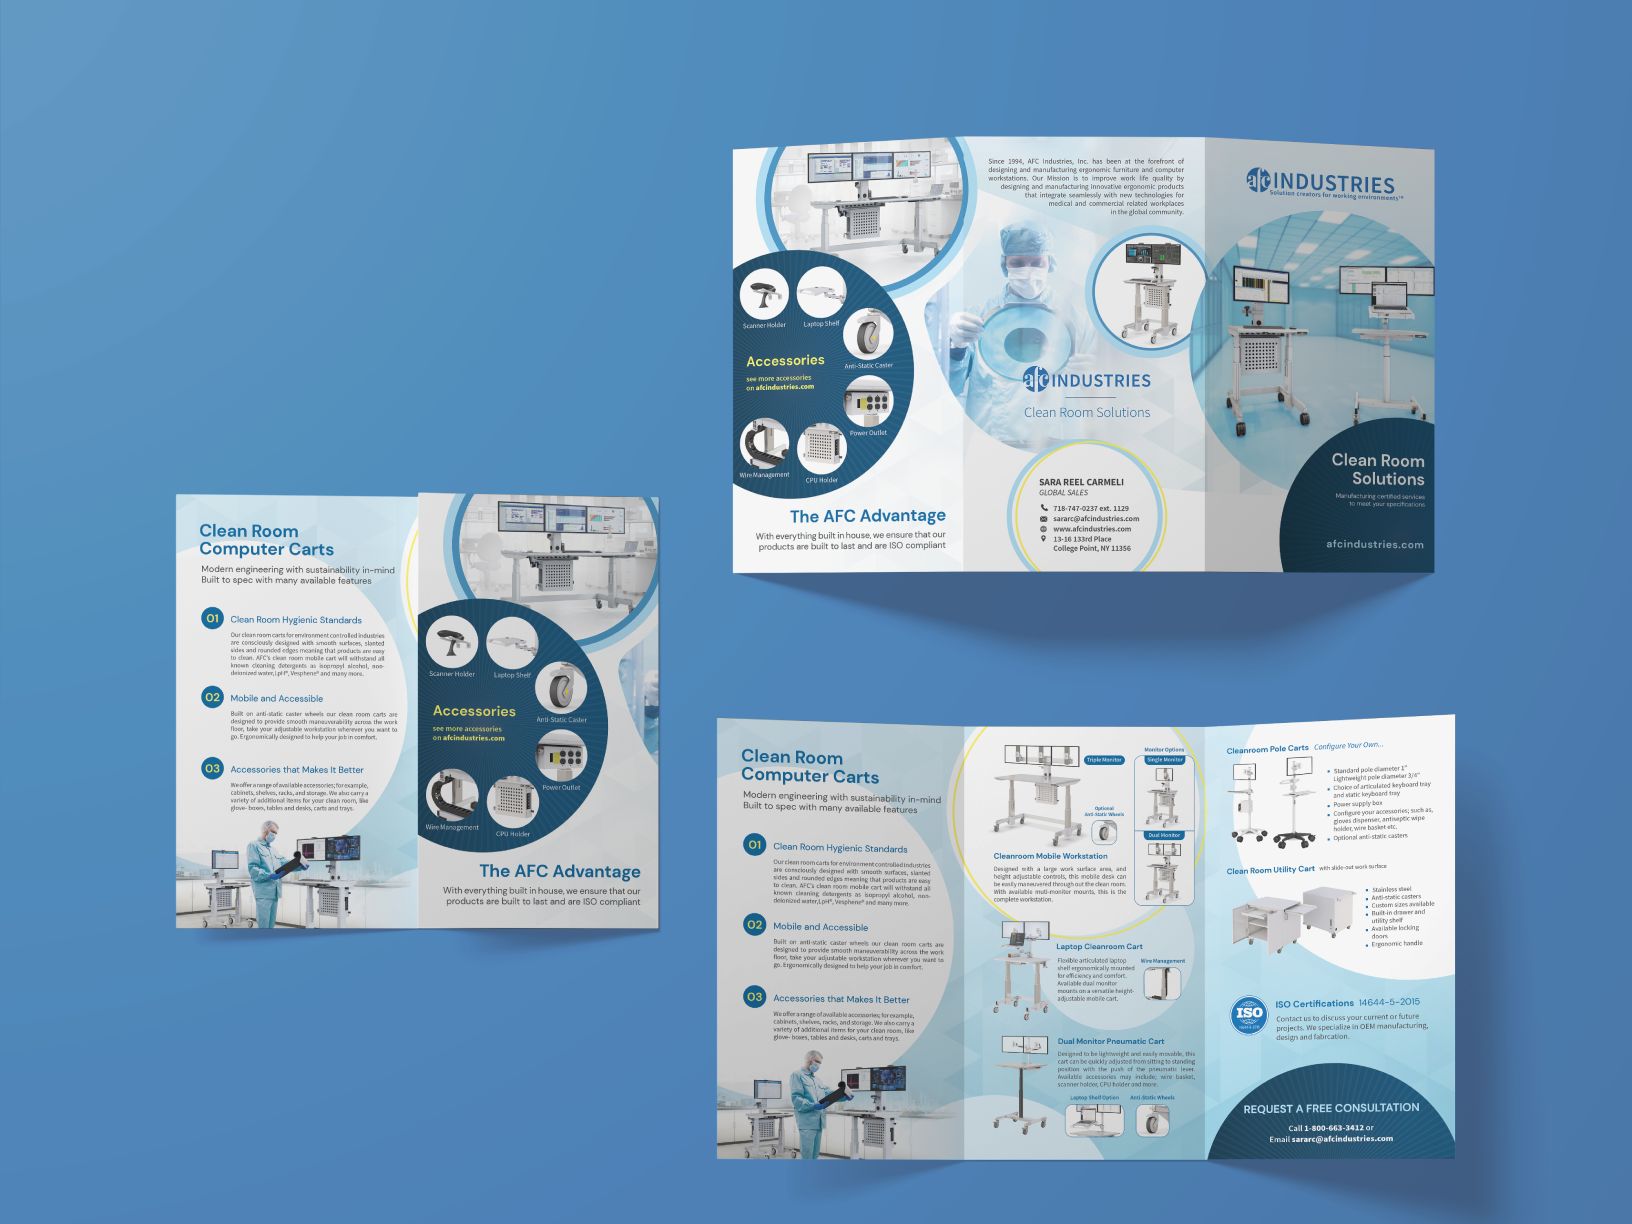 Since 1994, AFC Industries, Inc. has been at the forefront of
designing and manufacturing ergonomic furniture and computer
workstations. Our Mission is to improve work life quality by
designing and manufacturing innovative ergonomic products
that integrate seamlessly with new technologies for
medical and commercial related workplaces
in the global community.
afc INDUSTRIES
Solution creators for working environments™
Scanner Holder
Laptop Shelf
Anti-Static Caster
Accessories
see more accessories
on afcindustries.com
Power Outlet
Wire Management
CPU Holder
The AFC Advantage
With everything built in house, we ensure that our
products are built to last and are ISO compliant
afc INDUSTRIES
Clean Room Solutions
SARA REEL CARMELI
GLOBAL SALES
718-747-0237 ext. 1129
sararc@afcindustries.com
www.afcindustries.com
13-16 133rd Place
College Point, NY 11356
Clean Room
Solutions
Manufacturing certified services
to meet your specifications
afcindustries.com
Clean Room
Computer Carts
Modern engineering with sustainability in-mind
Built to spec with many available features
01
Clean Room Hygienic Standards
Our clean room carts for environment controlled industries
are consciously designed with smooth surfaces, slanted
sides and rounded edges meaning that products are easy
to clean. AFC's clean room mobile cart will withstand all
known cleaning detergents as isopropyl alcohol, non-
deionized water, LpH®, Vesphene® and many more.
02
Mobile and Accessible
Built on anti-static caster wheels our clean room carts are
designed to provide smooth maneuverability across the work
floor, take your adjustable workstation wherever you want to
go. Ergonomically designed to help your job in comfort.
03
Accessories that Makes It Better
We offer a range of available accessories; for example,
cabinets, shelves, racks, and storage. We also carry a
variety of additional items for your clean room, like
glove- boxes, tables and desks, carts and trays.
Scanner Holder
Laptop Shelf
Anti-Static Caster
Accessories
see more accessories
on afcindustries.com
Power Outlet
Wire Management
CPU Holder
The AFC Advantage
With everything built in house, we ensure that our
products are built to last and are ISO compliant
Clean Room
Computer Carts
Modern engineering with sustainability in-mind
Built to spec with many available features
01
Clean Room Hygienic Standards
Our clean room carts for environment controlled industries
are consciously designed with smooth surfaces, slanted
sides and rounded edges meaning that products are easy
to clean. AFC's clean room mobile cart will withstand all
known cleaning detergents as isopropyl alcohol, non-
deionized water, LpH®, Vesphene® and many more.
02
Mobile and Accessible
Built on anti-static caster wheels our clean room carts are
designed to provide smooth maneuverability across the work
floor, take your adjustable workstation wherever you want to
go. Ergonomically designed to help your job in comfort.
03
Accessories that Makes It Better
We offer a range of available accessories; for example,
cabinets, shelves, racks, and storage. We also carry a
variety of additional items for your clean room, like
glove- boxes, tables and desks, carts and trays.
Triple Monitor
Monitor Options
Single Monitor
Optional
Anti-Static Wheels
Dual Monitor
Cleanroom Mobile Workstation
Designed with a large work surface area, and
height adjustable controls, this mobile desk can
be easily maneuvered through out the clean room.
With available muti-monitor mounts, this is the
complete workstation.
Laptop Cleanroom Cart
Flexible articulated laptop
shelf ergonomically mounted
for efficiency and comfort.
Available dual monitor
mounts on a versatile height-
adjustable mobile cart.
Wire Management
Dual Monitor Pneumatic Cart
Designed to be lightweight and easily movable, this
cart can be quickly adjusted from sitting to standing
position with the push of the pneumatic lever.
Available accessories may include; wire basket,
scanner holder, CPU holder and more.
Laptop Shelf Option
Anti-Static Wheels
Cleanroom Pole Carts Configure Your Own...
• Standard pole diameter 1"
Lightweight pole diameter 3/4"
• Choice of articulated keyboard tray
and static keyboard tray
• Power supply box
• Configure your accessories; such as,
gloves dispenser, antiseptic wipe
holder, wire basket etc.
• Optional anti-static casters
Clean Room Utility Cart with slide-out work surface
• Stainless steel
• Anti-static casters
• Custom sizes available
• Built-in drawer and
utility shelf
• Available locking
doors
• Ergonomic handle
ISO
ISO Certifications 14644-5-2015
Contact us to discuss your current or future
projects. We specialize in OEM manufacturing,
design and fabrcation.
REQUEST A FREE CONSULTATION
Call 1-800-663-3412 or
Email sararc@afcindustries.com